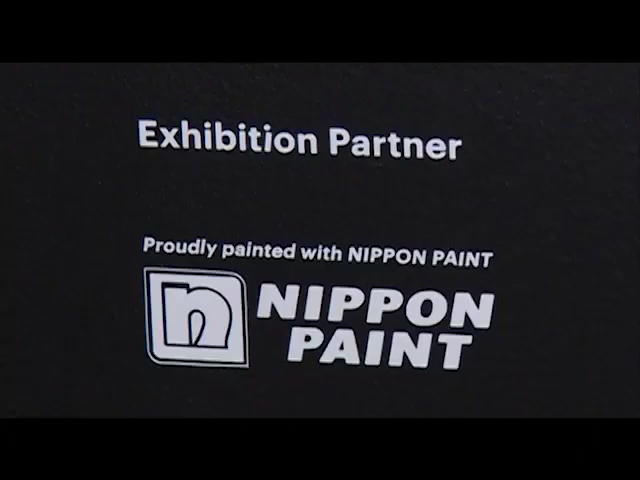 Exhibition Partner
Proudly painted with NIPPON PAINT
n NIPPON
PAINT